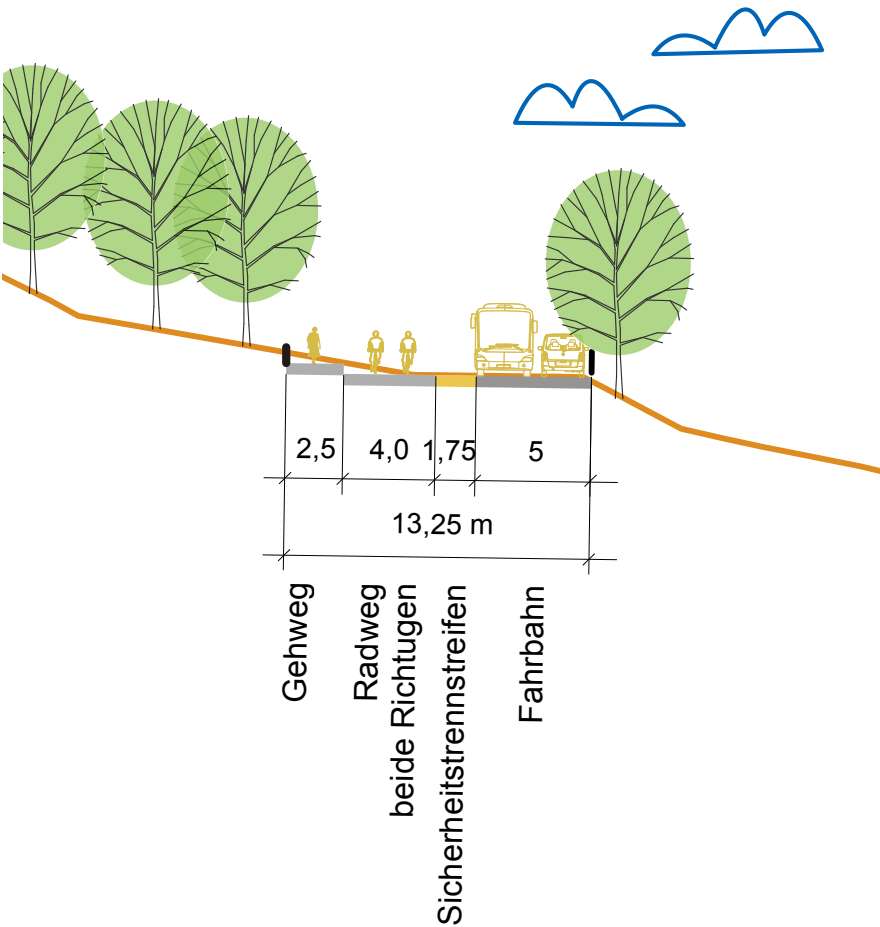 2,5 4,0 1,75 5
13,25 m
Gehweg
Radweg
beide Richtugen
Sicherheitstrennstreifen
Fahrbahn